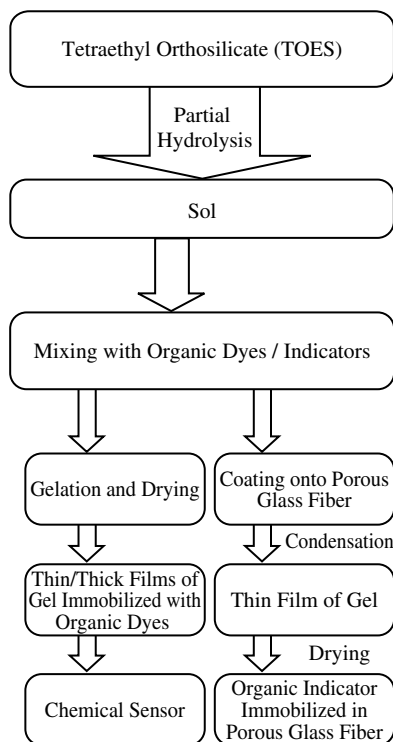 Tetraethyl Orthosilicate (TOES)
Partial
Hydrolysis
Sol
Mixing with Organic Dyes / Indicators
Gelation and Drying
Coating onto Porous
Glass Fiber
Condensation
Thin/Thick Films of
Gel Immobilized with
Organic Dyes
Thin Film of Gel
Drying
Chemical Sensor
Organic Indicator
Immobilized in
Porous Glass Fiber